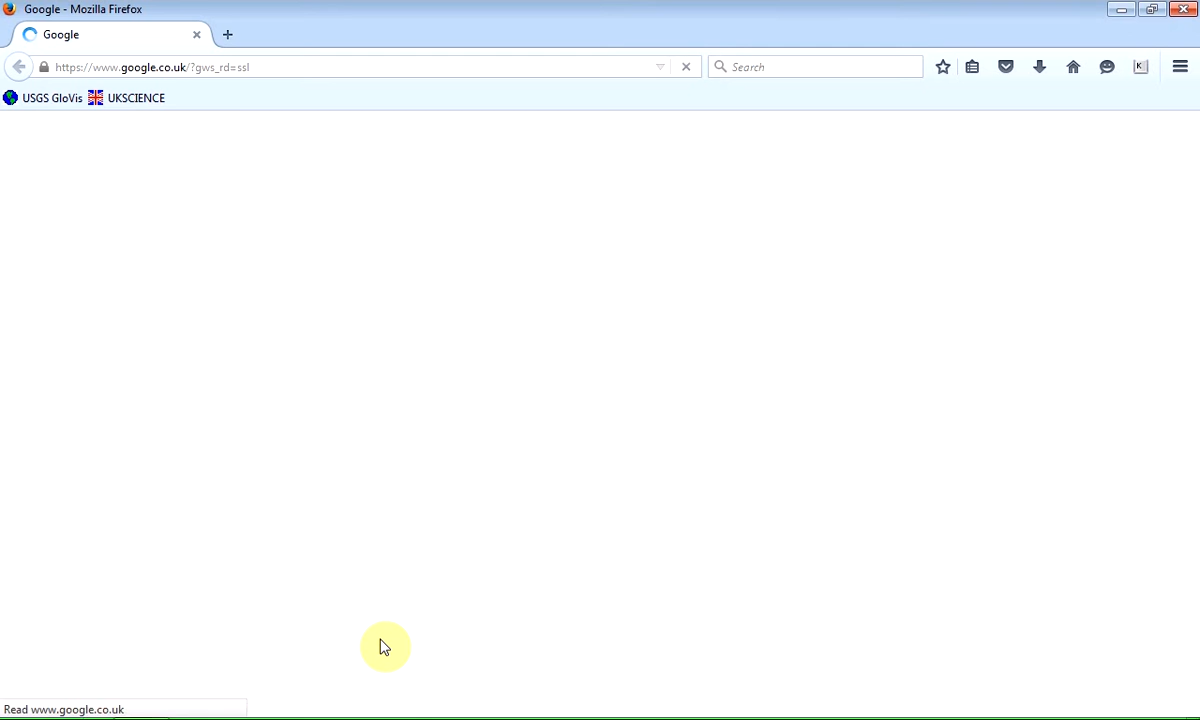 Google - Mozilla Firefox
Google
https://www.google.co.uk/?gws_rd=ssl
Search
K
USGS GloVis UKSCIENCE
Read www.google.co.uk